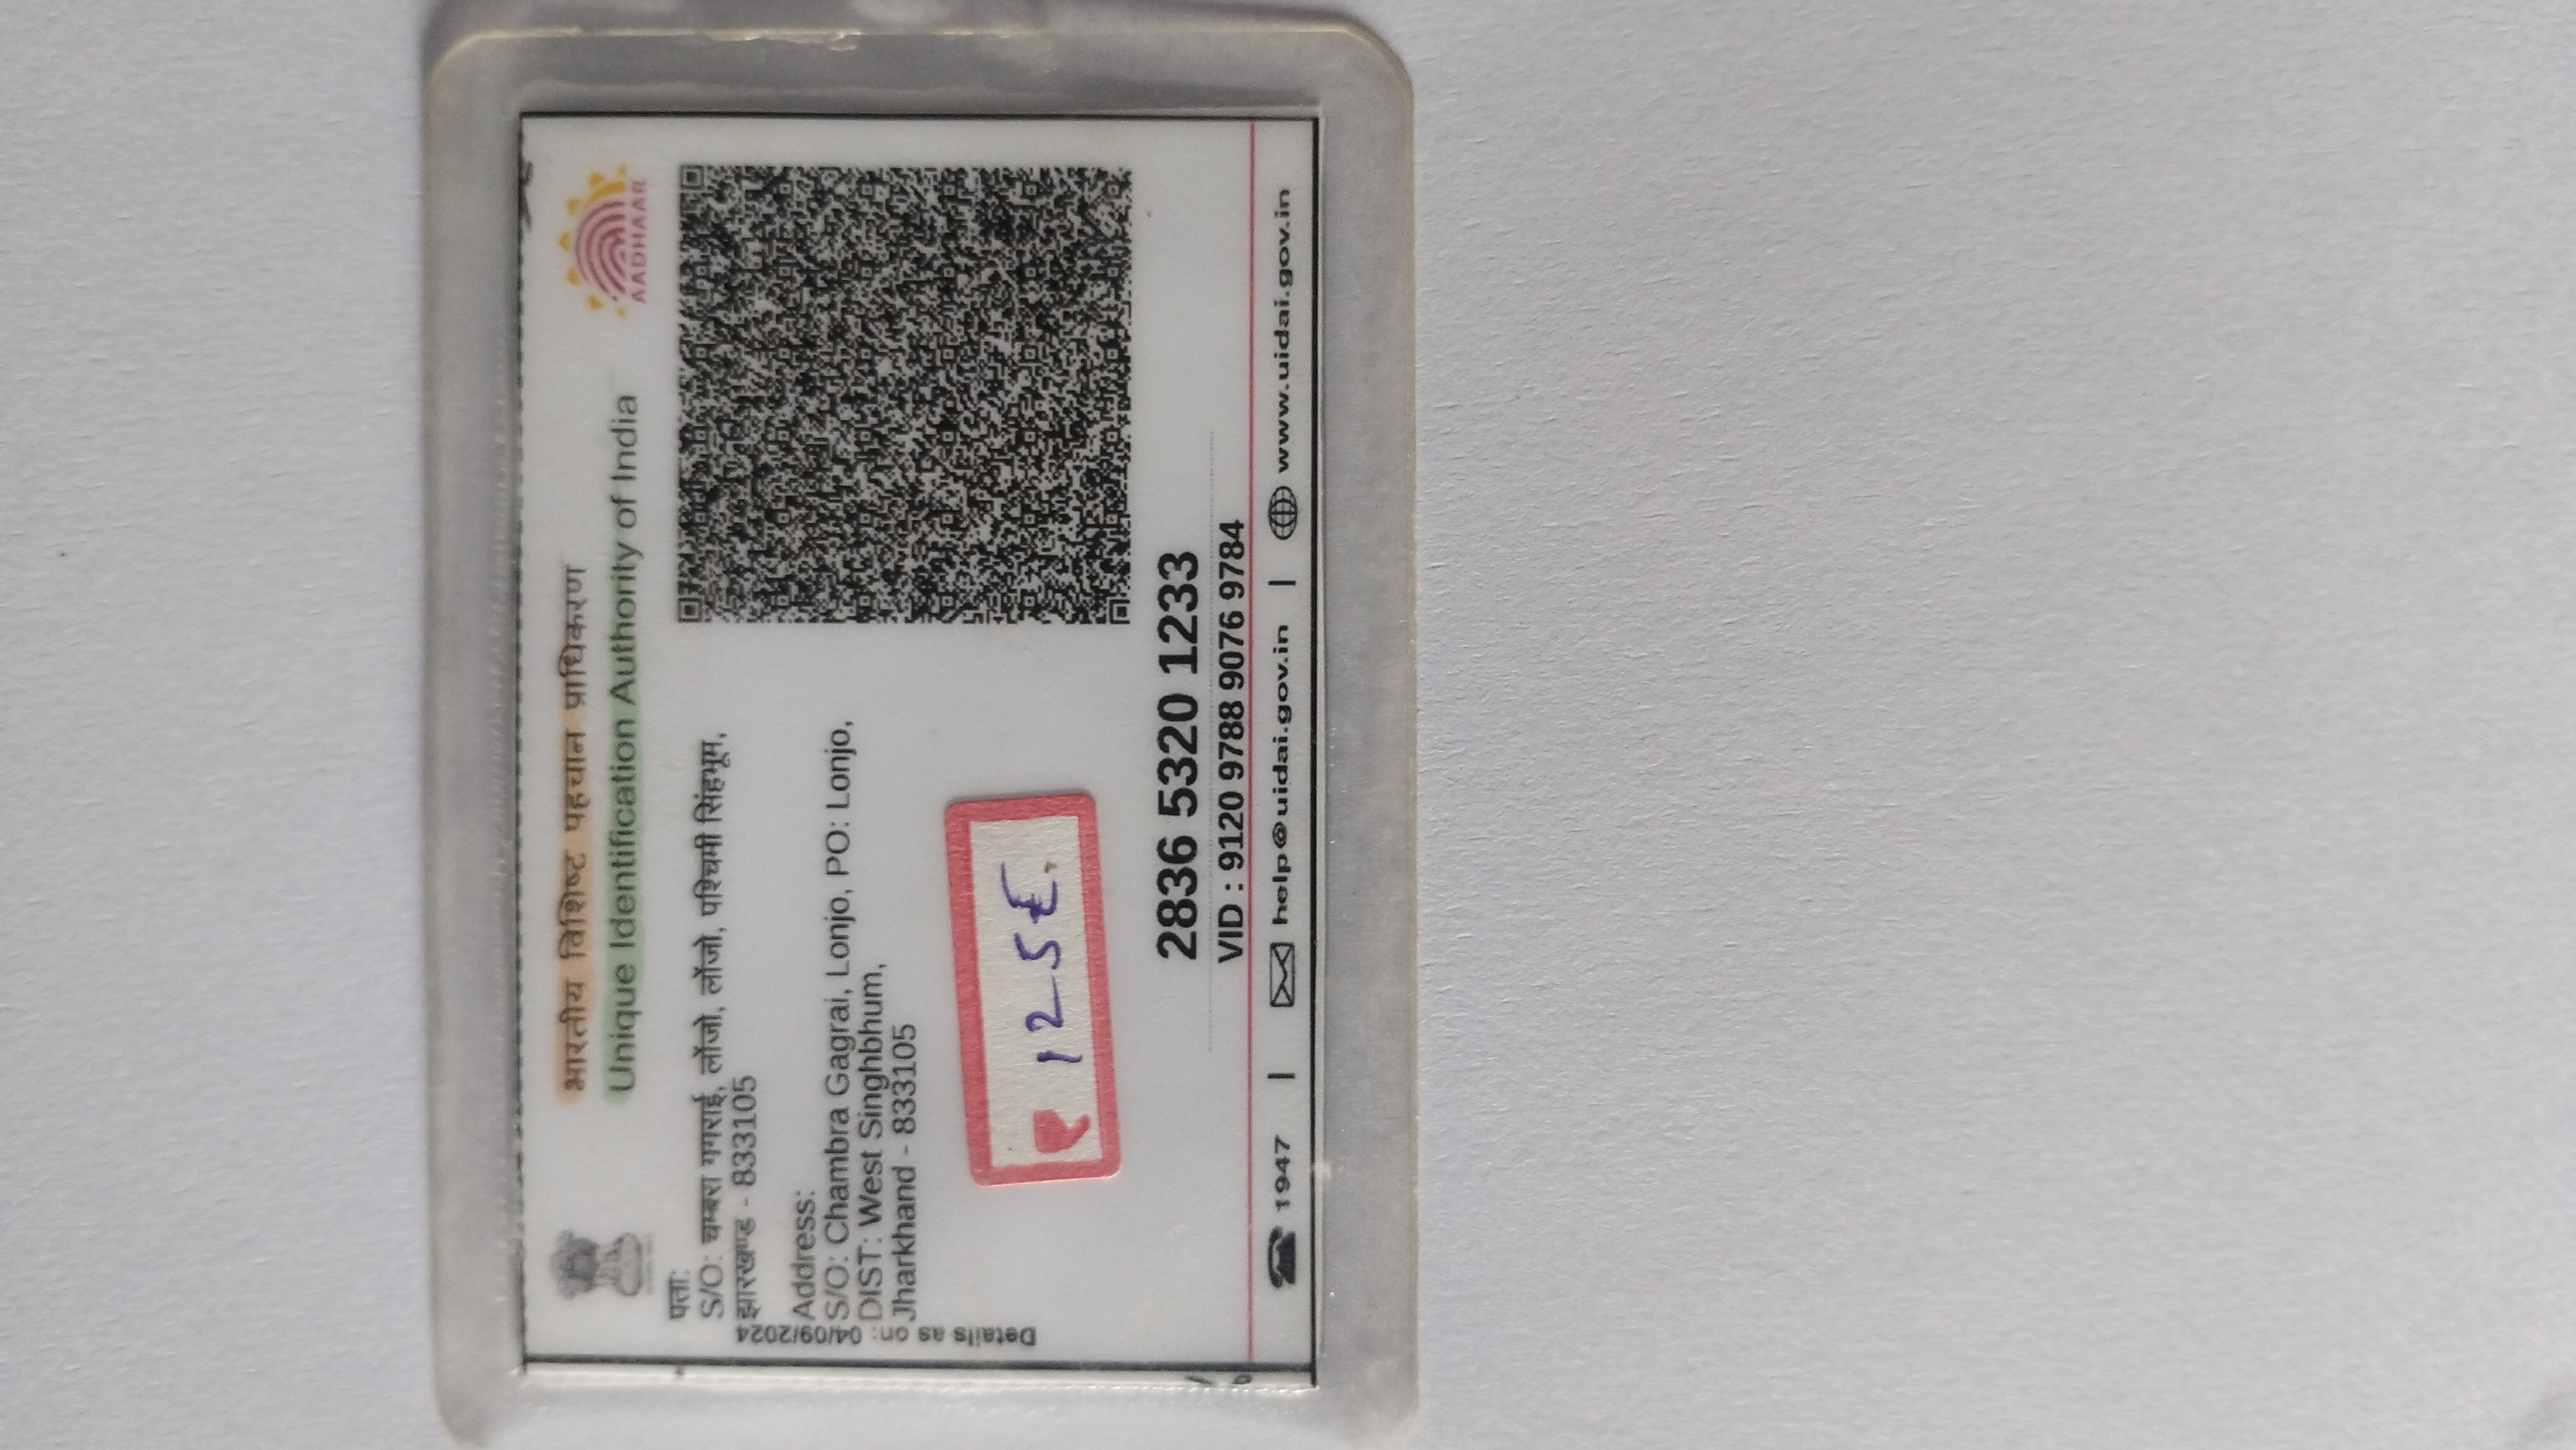 भारतीय विशिष्ट पहचान प्राधिकरण
Unique Identification Authority of India
AADHAAR
पता:
S/O: चम्बरा गगराई, लोंजो, लोंजो, पश्चिमी सिंहभूम,
झारखण्ड - 833105
Address:
S/O: Chambra Gagrai, Lonjo, PO: Lonjo,
DIST: West Singhbhum,
Jharkhand - 833105
Details as on: 04/09/2024
2836 5320 1233
VID : 9120 9788 9076 9784
1947 | help@uidai.gov.in | www.uidai.gov.in